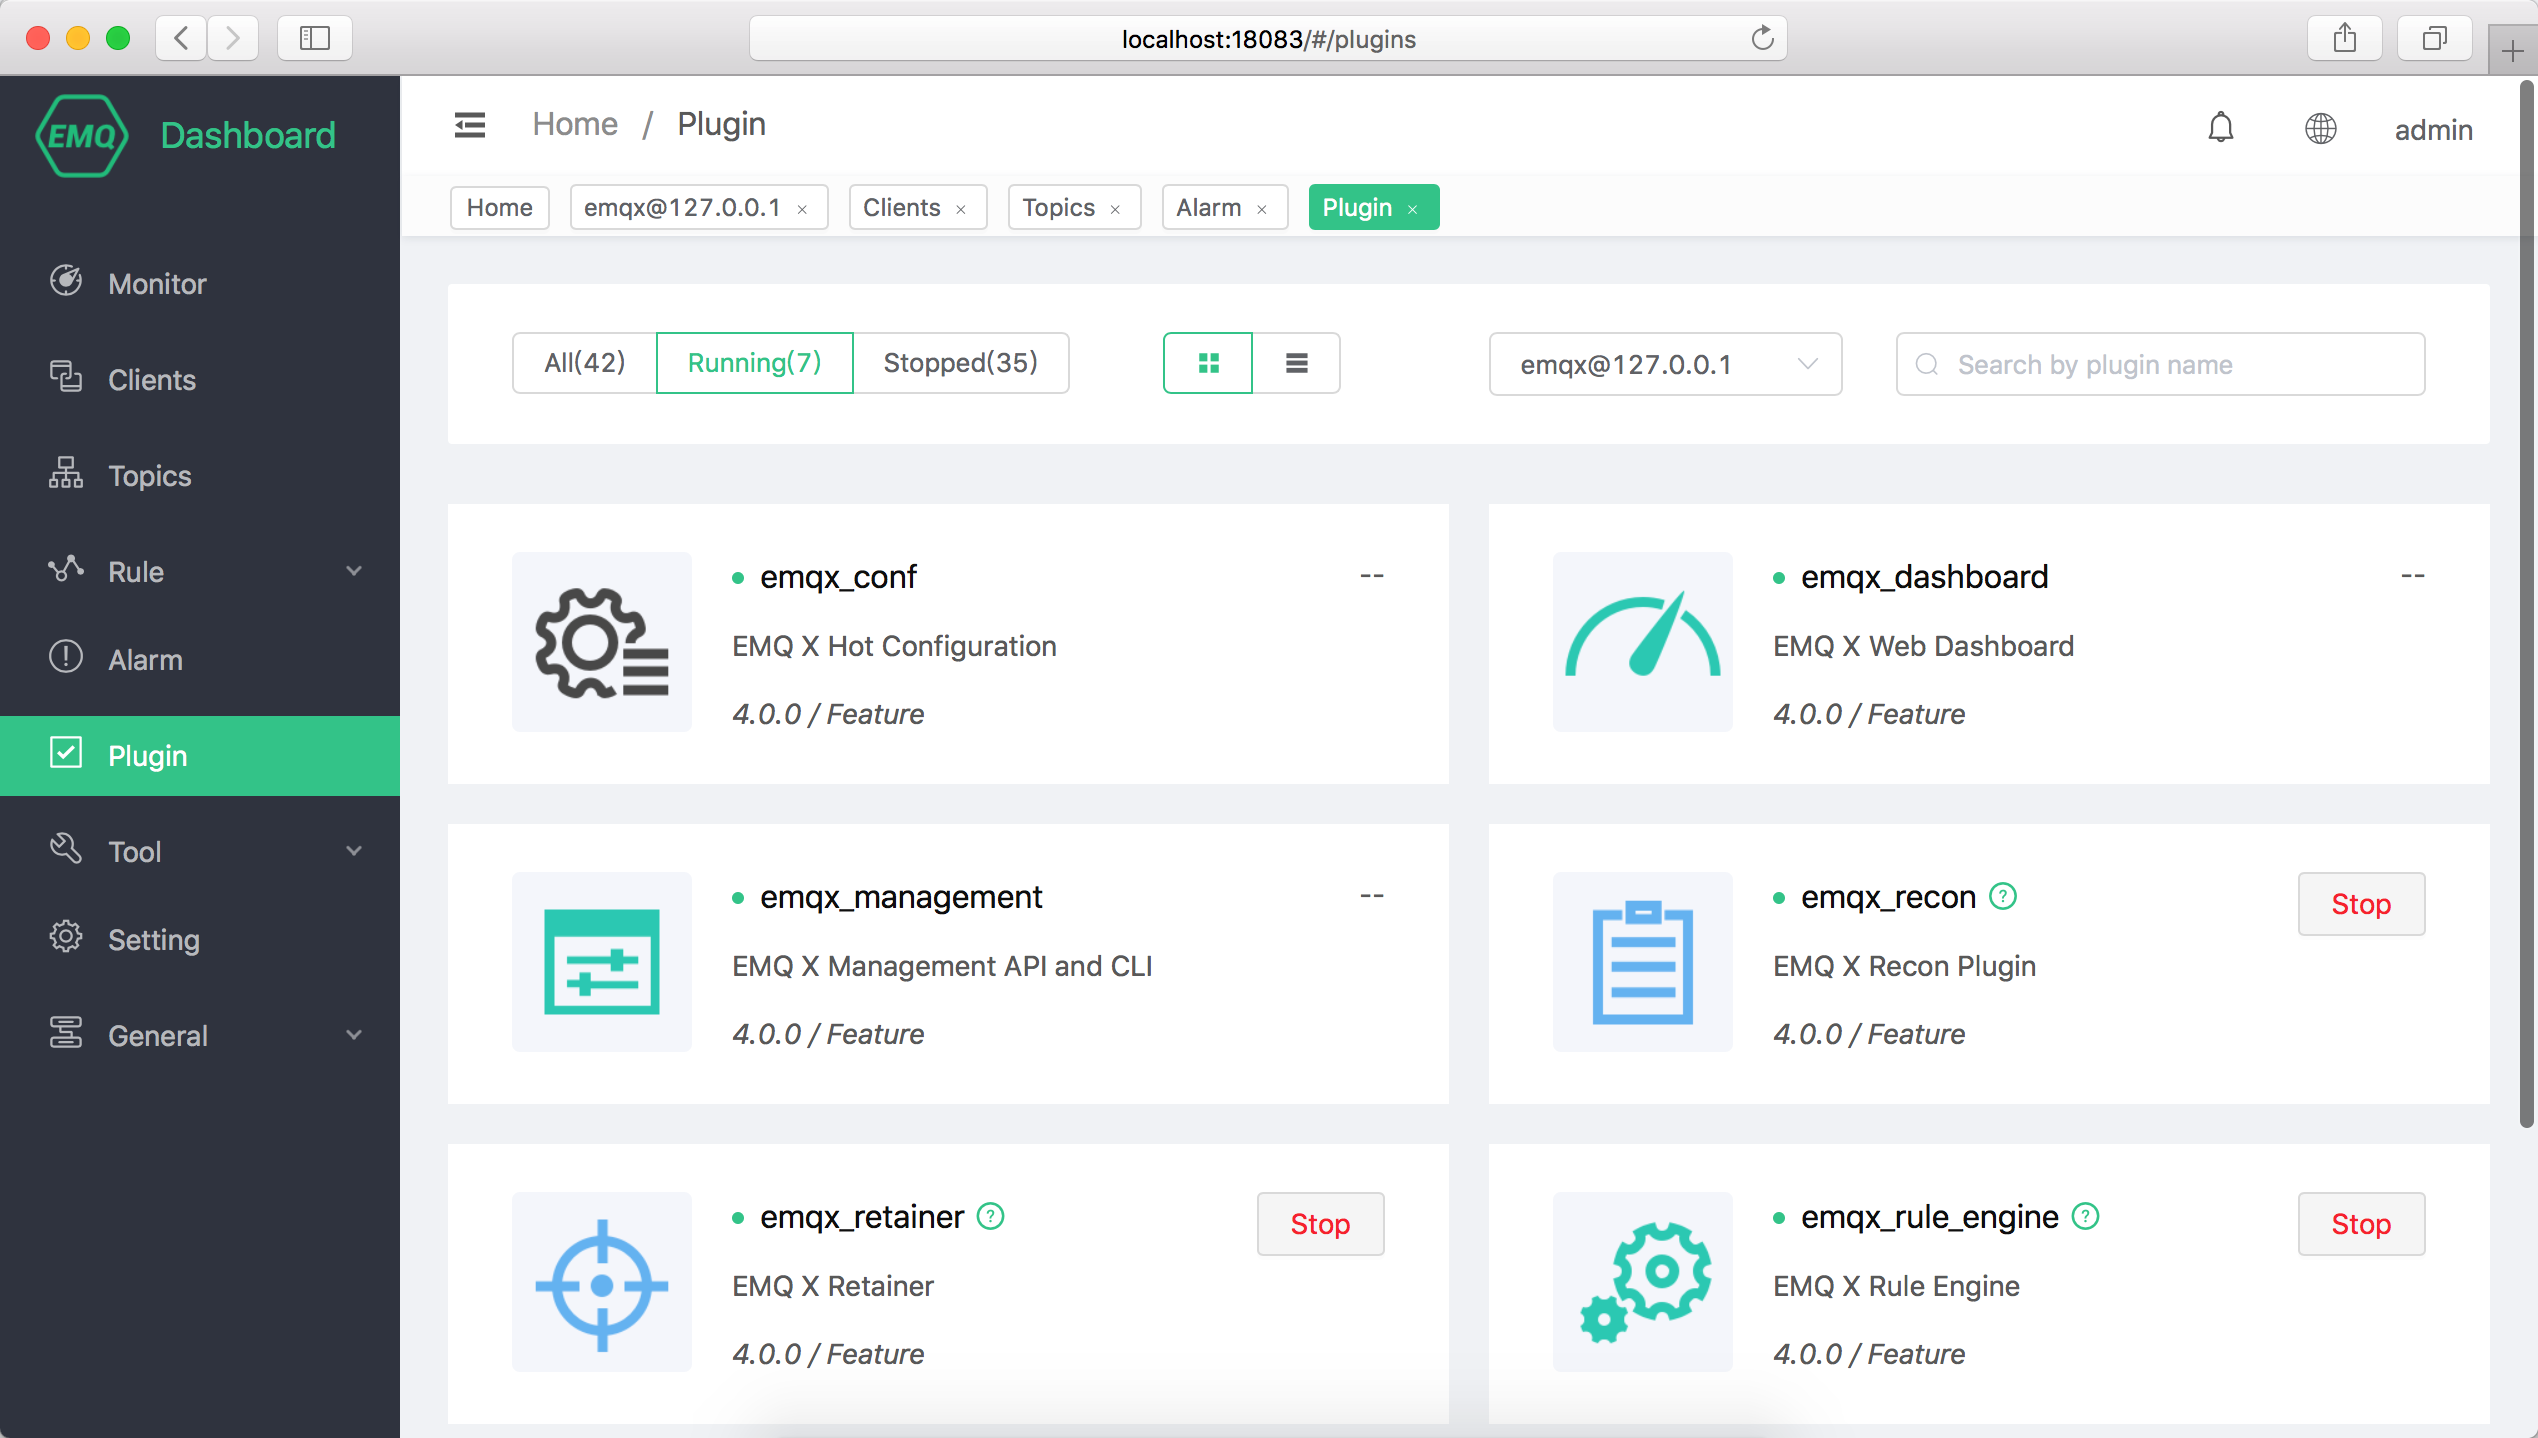 localhost:18083/#/plugins
EMQ Dashboard
Home / Plugin
admin
Home
emqx@127.0.0.1 ×
Clients ×
Topics ×
Alarm ×
Plugin ×
Monitor
Clients
Topics
Rule
Alarm
Plugin
Tool
Setting
General
All(42)
Running(7)
Stopped(35)
emqx@127.0.0.1
Search by plugin name
emqx_conf
--
EMQ X Hot Configuration
4.0.0 / Feature
emqx_dashboard
--
EMQ X Web Dashboard
4.0.0 / Feature
emqx_management
--
EMQ X Management API and CLI
4.0.0 / Feature
emqx_recon ?
Stop
EMQ X Recon Plugin
4.0.0 / Feature
emqx_retainer ?
Stop
EMQ X Retainer
4.0.0 / Feature
emqx_rule_engine ?
Stop
EMQ X Rule Engine
4.0.0 / Feature